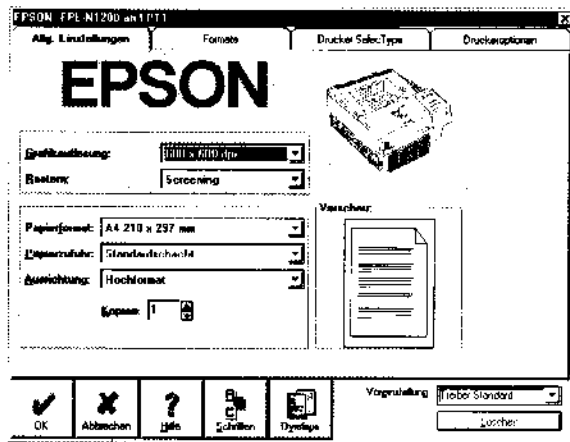 EPSON EPL-N1200 an LPT1
Allg. Einstellungen Formate Drucker SelecType Druckeroptionen
EPSON
Grafikauflösung: 600 x 600 dpi
Rastern: Screening
Vorschau:
Papierformat: A4 210 x 297 mm
Papierzufuhr: Standardschacht
Ausrichtung: Hochformat
Kopien: 1
Voreinstellung Treiber Standard
OK Abbrechen Hilfe Schriften Overlays
Löschen